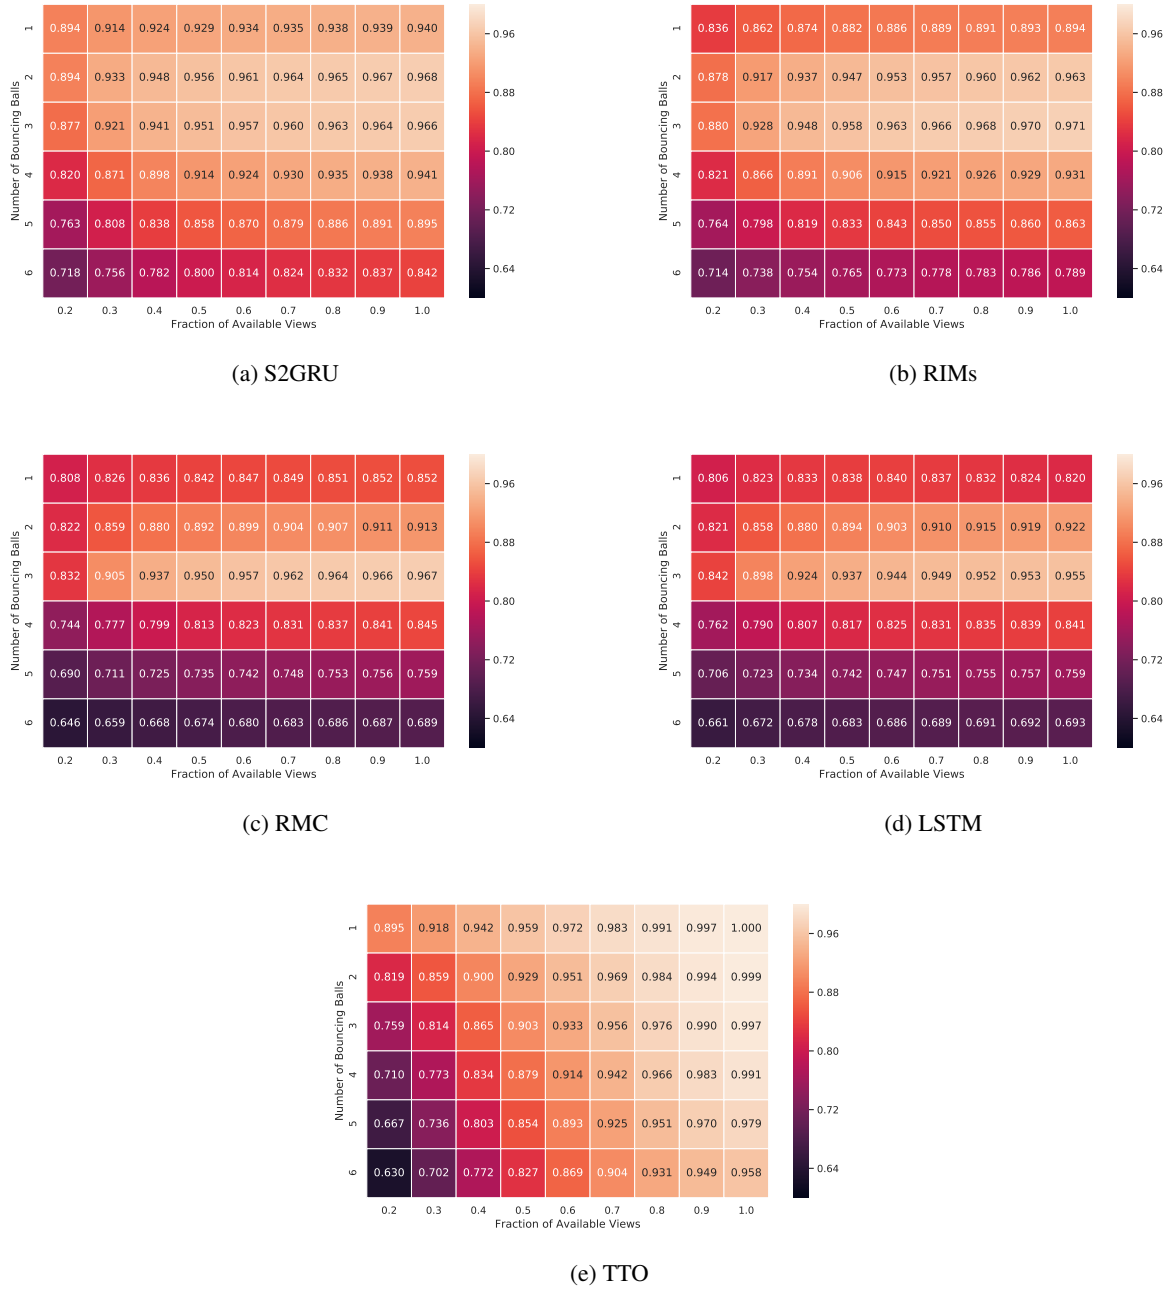 Number of Bouncing Balls
1 0.894 0.914 0.924 0.929 0.933 0.935 0.938 0.939 0.940
2 0.894 0.933 0.948 0.956 0.961 0.964 0.965 0.967 0.968
3 0.877 0.921 0.941 0.951 0.957 0.960 0.963 0.964 0.966
4 0.820 0.871 0.898 0.914 0.924 0.930 0.935 0.938 0.941
5 0.763 0.808 0.838 0.858 0.870 0.879 0.886 0.891 0.895
6 0.718 0.756 0.782 0.800 0.814 0.824 0.832 0.837 0.842
0.2 0.3 0.4 0.5 0.6 0.7 0.8 0.9 1.0
Fraction of Available Views
0.96
0.88
0.80
0.72
0.64
(a) S2GRU
Number of Bouncing Balls
1 0.836 0.862 0.874 0.882 0.886 0.889 0.891 0.893 0.894
2 0.878 0.917 0.937 0.947 0.953 0.957 0.960 0.962 0.963
3 0.880 0.928 0.948 0.958 0.963 0.966 0.968 0.970 0.971
4 0.821 0.866 0.891 0.906 0.915 0.921 0.926 0.929 0.931
5 0.764 0.798 0.819 0.833 0.843 0.850 0.855 0.860 0.863
6 0.714 0.738 0.754 0.765 0.773 0.778 0.783 0.786 0.789
0.2 0.3 0.4 0.5 0.6 0.7 0.8 0.9 1.0
Fraction of Available Views
0.96
0.88
0.80
0.72
0.64
(b) RIMs
Number of Bouncing Balls
1 0.808 0.826 0.836 0.842 0.847 0.849 0.851 0.852 0.852
2 0.822 0.859 0.880 0.892 0.899 0.904 0.907 0.911 0.913
3 0.832 0.905 0.937 0.950 0.957 0.962 0.964 0.966 0.967
4 0.744 0.777 0.799 0.813 0.823 0.831 0.837 0.841 0.845
5 0.690 0.711 0.725 0.735 0.742 0.748 0.753 0.756 0.759
6 0.646 0.659 0.668 0.674 0.680 0.683 0.686 0.687 0.689
0.2 0.3 0.4 0.5 0.6 0.7 0.8 0.9 1.0
Fraction of Available Views
0.96
0.88
0.80
0.72
0.64
(c) RMC
Number of Bouncing Balls
1 0.806 0.823 0.833 0.838 0.840 0.837 0.832 0.824 0.820
2 0.821 0.858 0.880 0.894 0.903 0.910 0.915 0.919 0.922
3 0.842 0.898 0.924 0.937 0.944 0.949 0.952 0.953 0.955
4 0.762 0.790 0.807 0.817 0.825 0.831 0.835 0.839 0.841
5 0.706 0.723 0.734 0.742 0.747 0.751 0.755 0.757 0.759
6 0.661 0.672 0.678 0.683 0.686 0.689 0.691 0.692 0.693
0.2 0.3 0.4 0.5 0.6 0.7 0.8 0.9 1.0
Fraction of Available Views
0.96
0.88
0.80
0.72
0.64
(d) LSTM
Number of Bouncing Balls
1 0.895 0.918 0.942 0.959 0.972 0.983 0.991 0.997 1.000
2 0.819 0.859 0.900 0.929 0.951 0.969 0.984 0.994 0.999
3 0.759 0.814 0.865 0.903 0.933 0.956 0.976 0.990 0.997
4 0.710 0.773 0.834 0.879 0.914 0.942 0.966 0.983 0.991
5 0.667 0.736 0.803 0.854 0.893 0.925 0.951 0.970 0.979
6 0.630 0.702 0.772 0.827 0.869 0.904 0.931 0.949 0.958
0.2 0.3 0.4 0.5 0.6 0.7 0.8 0.9 1.0
Fraction of Available Views
0.96
0.88
0.80
0.72
0.64
(e) TTO